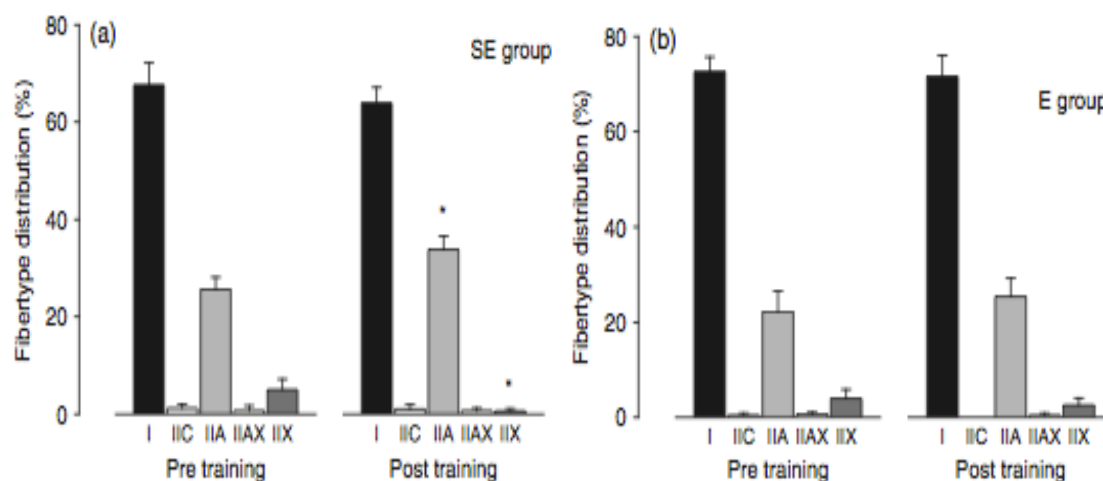 (a)
SE group
Fibertype distribution (%)
80
60
40
20
0
*
*
I IIC IIA IIAX IIX
I IIC IIA IIAX IIX
Pre training
Post training
(b)
E group
Fibertype distribution (%)
80
60
40
20
0
I IIC IIA IIAX IIX
I IIC IIA IIAX IIX
Pre training
Post training